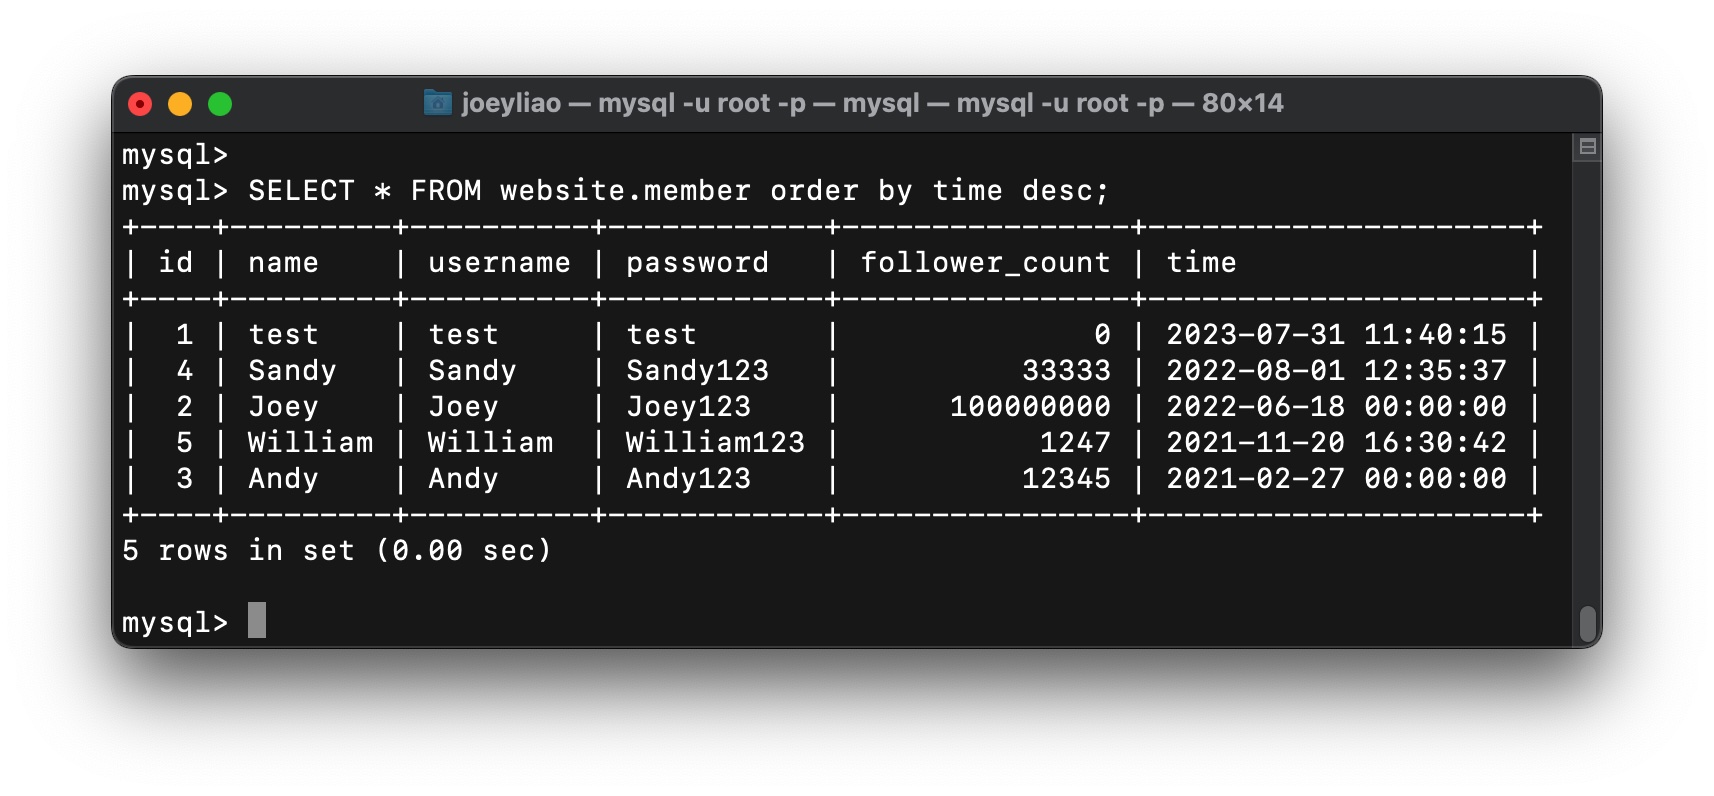 joeyliao — mysql -u root -p — mysql — mysql -u root -p — 80×14
mysql>
mysql> SELECT * FROM website.member order by time desc;
+----+---------+----------+------------+----------------+---------------------+
| id | name    | username | password   | follower_count | time                |
+----+---------+----------+------------+----------------+---------------------+
|  1 | test    | test     | test       |              0 | 2023-07-31 11:40:15 |
|  4 | Sandy   | Sandy    | Sandy123   |          33333 | 2022-08-01 12:35:37 |
|  2 | Joey    | Joey     | Joey123    |      100000000 | 2022-06-18 00:00:00 |
|  5 | William | William  | William123 |           1247 | 2021-11-20 16:30:42 |
|  3 | Andy    | Andy     | Andy123    |          12345 | 2021-02-27 00:00:00 |
+----+---------+----------+------------+----------------+---------------------+
5 rows in set (0.00 sec)
mysql>